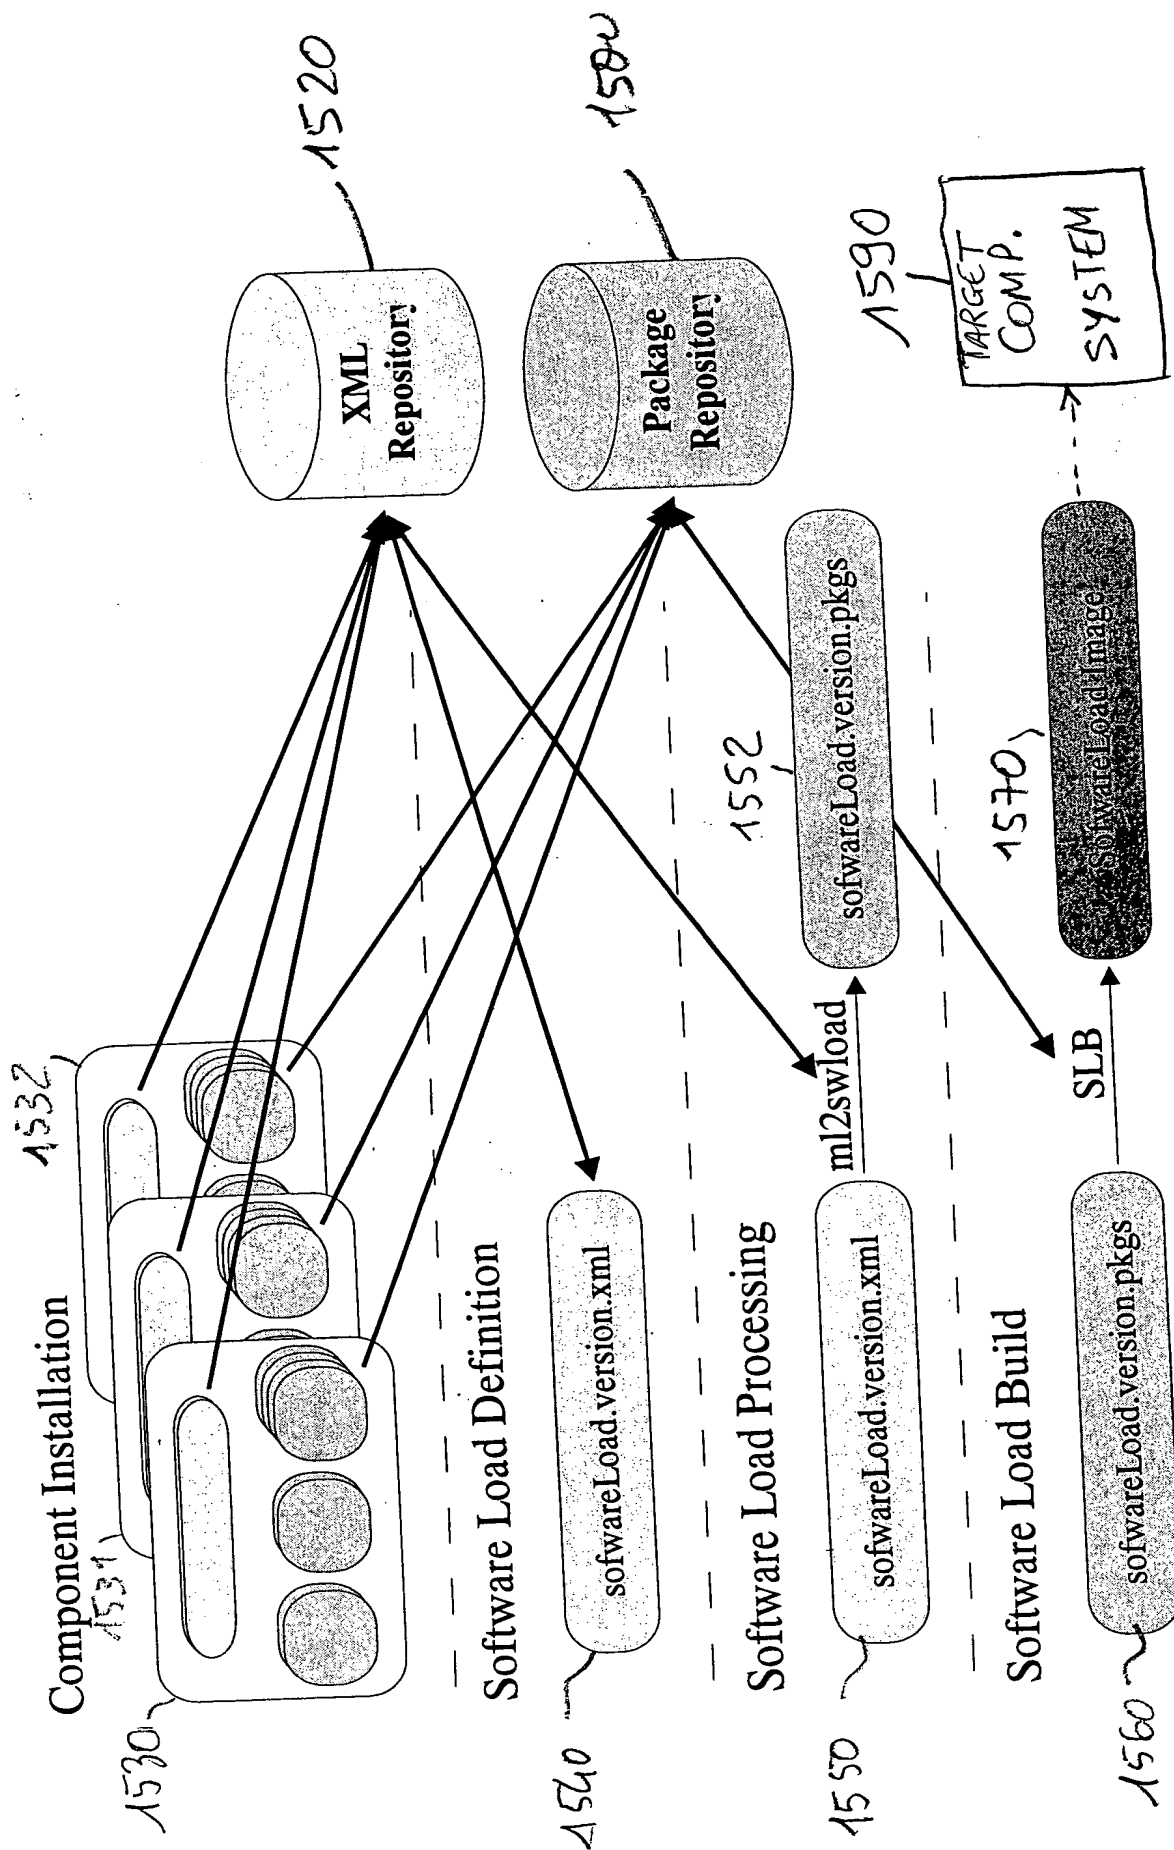 Component Installation
1530
1531
1532
XML
Repository
1520
Package
Repository
Software Load Definition
1540
sofwareLoad.version.xml
Software Load Processing
1550
sofwareLoad.version.xml
ml2swload
1552
sofwareLoad.version.pkgs
Software Load Build
1560
sofwareLoad.version.pkgs
SLB
1570
SoftwareLoad.Image
1590
TARGET
COMP.
SYSTEM